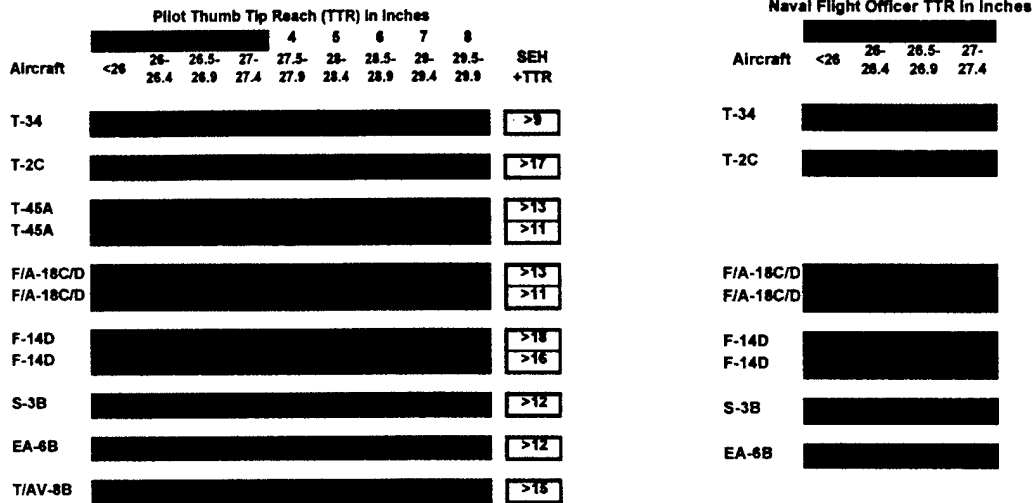 Pilot Thumb Tip Reach (TTR) in Inches
4 5 6 7 8
Aircraft <26 26-26.4 26.5-26.9 27-27.4 27.5-27.9 28-28.4 28.5-28.9 29-29.4 29.5-29.9 SEH +TTR
T-34 >9
T-2C >17
T-45A >13
T-45A >11
F/A-18C/D >13
F/A-18C/D >11
F-14D >18
F-14D >16
S-3B >12
EA-6B >12
T/AV-8B >15
Naval Flight Officer TTR in Inches
Aircraft <26 26-26.4 26.5-26.9 27-27.4
T-34
T-2C
F/A-18C/D
F/A-18C/D
F-14D
F-14D
S-3B
EA-6B